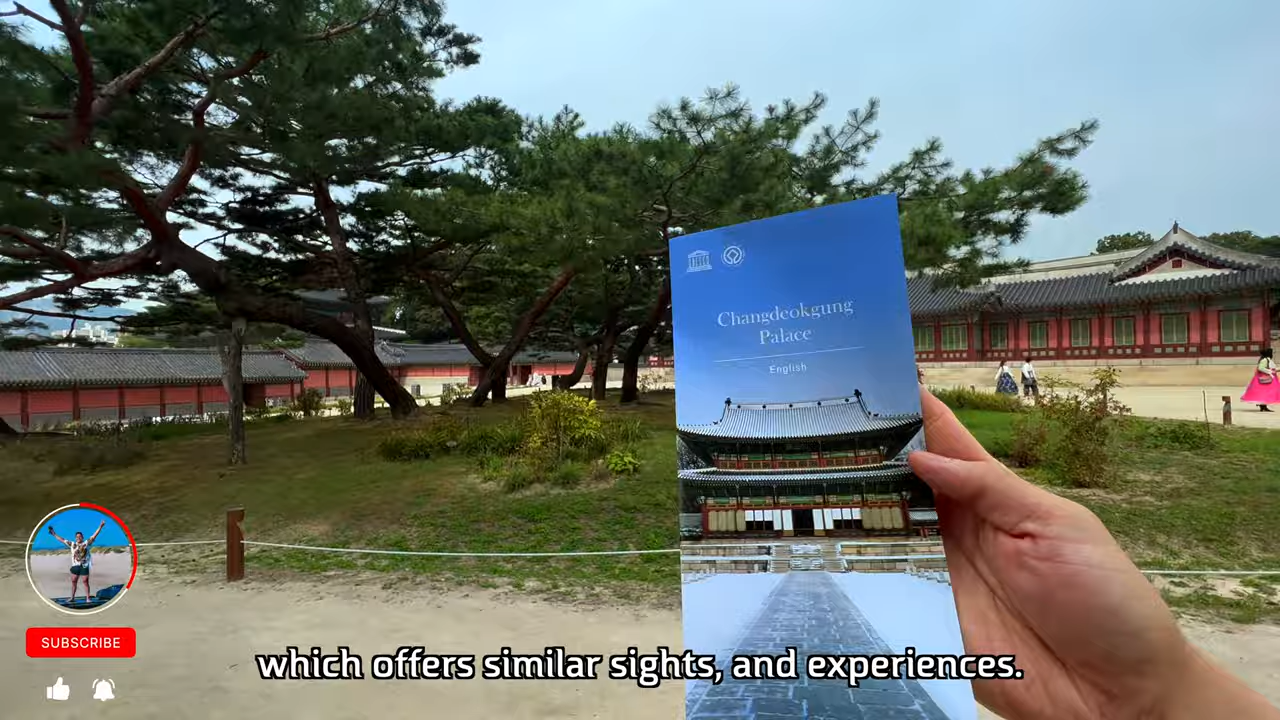 Changdeokgung
Palace
English
SUBSCRIBE
which offers similar sights, and experiences.